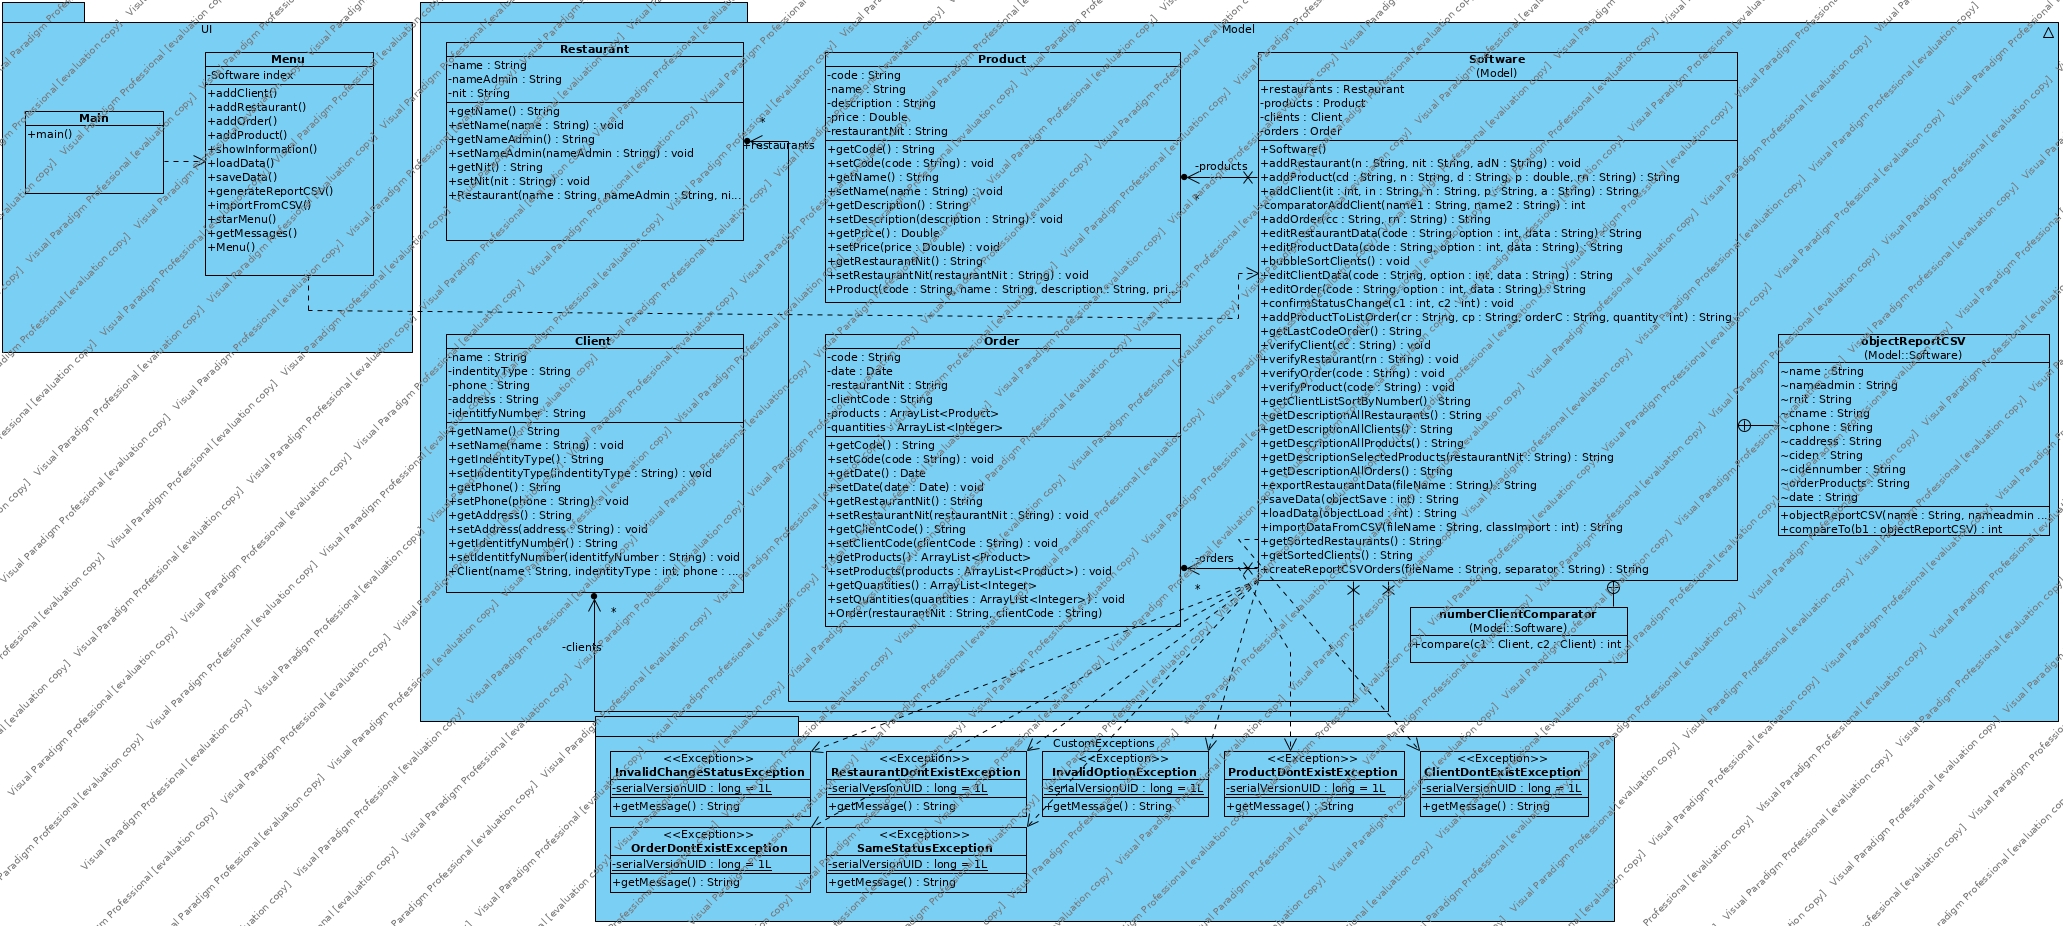 UI
Main
+main()
Menu
-Software index
+addClient()
+addRestaurant()
+addOrder()
+addProduct()
+showInformation()
+loadData()
+saveData()
+generateReportCSV()
+importFromCSV()
+starMenu()
+getMessages()
+Menu()
Model
Restaurant
-name : String
-nameAdmin : String
-nit : String
+getName() : String
+setName(name : String) : void
+getNameAdmin() : String
+setNameAdmin(nameAdmin : String) : void
+getNit() : String
+setNit(nit : String) : void
+Restaurant(name : String, nameAdmin : String, ni...
*
+restaurants
Product
-code : String
-name : String
-description : String
-price : Double
-restaurantNit : String
+getCode() : String
+setCode(code : String) : void
+getName() : String
+setName(name : String) : void
+getDescription() : String
+setDescription(description : String) : void
+getPrice() : Double
+setPrice(price : Double) : void
+getRestaurantNit() : String
+setRestaurantNit(restaurantNit : String) : void
+Product(code : String, name : String, description : String, pri...
-products
*
Software
(Model)
+restaurants : Restaurant
-products : Product
-clients : Client
-orders : Order
+Software()
+addRestaurant(n : String, nit : String, adN : String) : void
+addProduct(cd : String, n : String, d : String, p : double, rn : String) : String
+addClient(it : int, in : String, n : String, p : String, a : String) : String
-comparatorAddClient(name1 : String, name2 : String) : int
+addOrder(cc : String, rn : String) : String
+editRestaurantData(code : String, option : int, data : String) : String
+editProductData(code : String, option : int, data : String) : String
+bubbleSortClients() : void
+editClientData(code : String, option : int, data : String) : String
+editOrder(code : String, option : int, data : String) : String
+confirmStatusChange(c1 : int, c2 : int) : void
+addProductToListOrder(cr : String, cp : String, orderC : String, quantity : int) : String
+getLastCodeOrder() : String
+verifyClient(cc : String) : void
+verifyRestaurant(rn : String) : void
+verifyOrder(code : String) : void
+verifyProduct(code : String) : void
+getClientListSortByNumber() : String
+getDescriptionAllRestaurants() : String
+getDescriptionAllClients() : String
+getDescriptionAllProducts() : String
+getDescriptionSelectedProducts(restaurantNit : String) : String
+getDescriptionAllOrders() : String
+exportRestaurantData(fileName : String) : String
+saveData(objectSave : int) : String
+loadData(objectLoad : int) : String
+importDataFromCSV(fileName : String, classImport : int) : String
+getSortedRestaurants() : String
+getSortedClients() : String
+createReportCSVOrders(fileName : String, separator : String) : String
Client
-name : String
-indentityType : String
-phone : String
-address : String
-identitfyNumber : String
+getName() : String
+setName(name : String) : void
+getIndentityType() : String
+setIndentityType(indentityType : String) : void
+getPhone() : String
+setPhone(phone : String) : void
+getAddress() : String
+setAddress(address : String) : void
+getIdentitfyNumber() : String
+setIdentitfyNumber(identitfyNumber : String) : void
+Client(name : String, indentityType : int, phone : ...
*
-clients
Order
-code : String
-date : Date
-restaurantNit : String
-clientCode : String
-products : ArrayList<Product>
-quantities : ArrayList<Integer>
+getCode() : String
+setCode(code : String) : void
+getDate() : Date
+setDate(date : Date) : void
+getRestaurantNit() : String
+setRestaurantNit(restaurantNit : String) : void
+getClientCode() : String
+setClientCode(clientCode : String) : void
+getProducts() : ArrayList<Product>
+setProducts(products : ArrayList<Product>) : void
+getQuantities() : ArrayList<Integer>
+setQuantities(quantities : ArrayList<Integer>) : void
+Order(restaurantNit : String, clientCode : String)
-orders
*
objectReportCSV
(Model::Software)
~name : String
~nameadmin : String
~rnit : String
~cname : String
~cphone : String
~caddress : String
~ciden : String
~cidennumber : String
~orderProducts : String
~date : String
+objectReportCSV(name : String, nameadmin ...
+compareTo(b1 : objectReportCSV) : int
numberClientComparator
(Model::Software)
+compare(c1 : Client, c2 : Client) : int
CustomExceptions
<<Exception>>
InvalidChangeStatusException
-serialVersionUID : long = 1L
+getMessage() : String
<<Exception>>
RestaurantDontExistException
-serialVersionUID : long = 1L
+getMessage() : String
<<Exception>>
InvalidOptionException
-serialVersionUID : long = 1L
+getMessage() : String
<<Exception>>
ProductDontExistException
-serialVersionUID : long = 1L
+getMessage() : String
<<Exception>>
ClientDontExistException
-serialVersionUID : long = 1L
+getMessage() : String
<<Exception>>
OrderDontExistException
-serialVersionUID : long = 1L
+getMessage() : String
<<Exception>>
SameStatusException
-serialVersionUID : long = 1L
+getMessage() : String
Visual Paradigm Professional [evaluation copy]